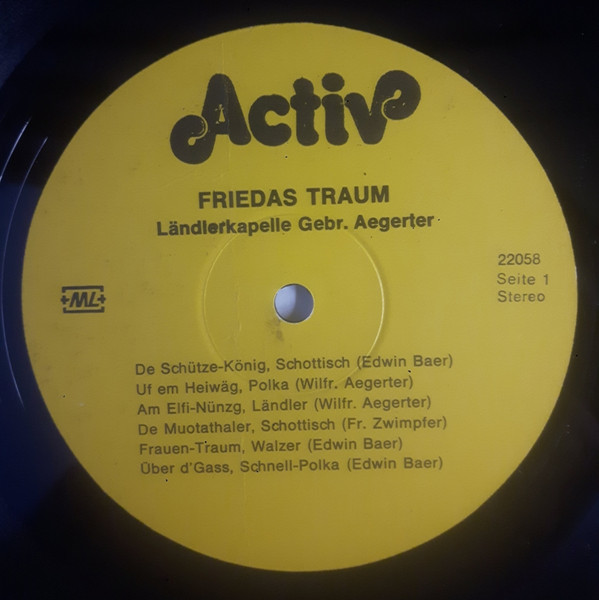 Activ
FRIEDAS TRAUM
Ländlerkapelle Gebr. Aegerter
22058
Seite 1
Stereo
+ML+
De Schütze-König, Schottisch (Edwin Baer)
Uf em Heiwäg, Polka (Wilfr. Aegerter)
Am Elfi-Nünzg, Ländler (Wilfr. Aegerter)
De Muotathaler, Schottisch (Fr. Zwimpfer)
Frauen-Traum, Walzer (Edwin Baer)
Über d'Gass, Schnell-Polka (Edwin Baer)